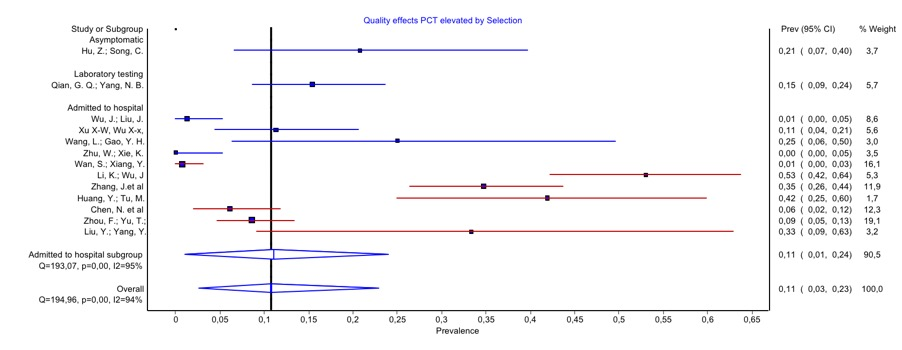 Quality effects PCT elevated by Selection
Study or Subgroup Prev (95% CI) % Weight
Asymptomatic
Hu, Z.; Song, C. 0,21 ( 0,07, 0,40) 3,7
Laboratory testing
Qian, G. Q.; Yang, N. B. 0,15 ( 0,09, 0,24) 5,7
Admitted to hospital
Wu, J.; Liu, J. 0,01 ( 0,00, 0,05) 8,6
Xu X-W, Wu X-x, 0,11 ( 0,04, 0,21) 5,6
Wang, L.; Gao, Y. H. 0,25 ( 0,06, 0,50) 3,0
Zhu, W.; Xie, K. 0,00 ( 0,00, 0,05) 3,5
Wan, S.; Xiang, Y. 0,01 ( 0,00, 0,03) 16,1
Li, K.; Wu, J 0,53 ( 0,42, 0,64) 5,3
Zhang, J.et al 0,35 ( 0,26, 0,44) 11,9
Huang, Y.; Tu, M. 0,42 ( 0,25, 0,60) 1,7
Chen, N. et al 0,06 ( 0,02, 0,12) 12,3
Zhou, F.; Yu, T.; 0,09 ( 0,05, 0,13) 19,1
Liu, Y.; Yang, Y. 0,33 ( 0,09, 0,63) 3,2
Admitted to hospital subgroup 0,11 ( 0,01, 0,24) 90,5
Q=193,07, p=0,00, I2=95%
Overall 0,11 ( 0,03, 0,23) 100,0
Q=194,96, p=0,00, I2=94%
0 0,05 0,1 0,15 0,2 0,25 0,3 0,35 0,4 0,45 0,5 0,55 0,6 0,65
Prevalence